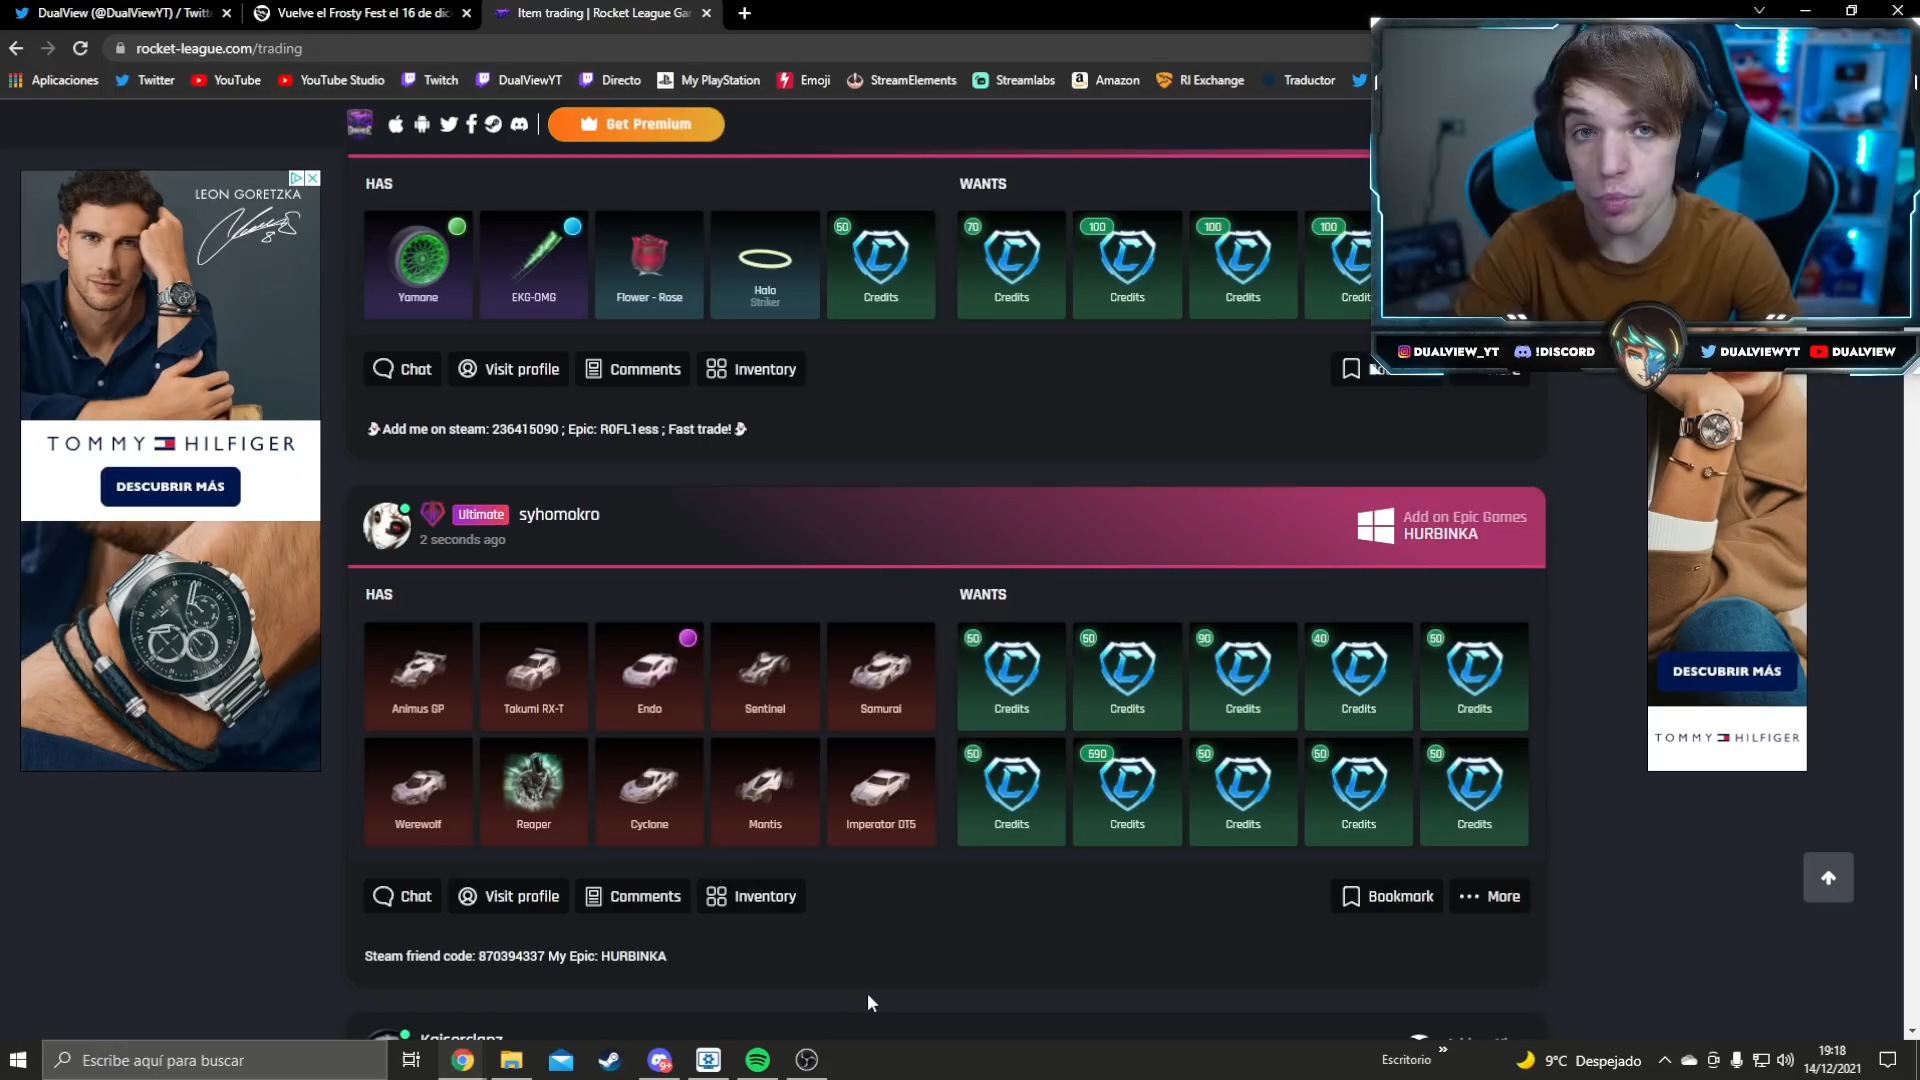 DualView (@DualViewYT) / Twitt
Vuelve el Frosty Fest el 16 de dici
Item trading | Rocket League Gar
rocket-league.com/trading
Aplicaciones
Twitter
YouTube
YouTube Studio
Twitch
DualViewYT
Directo
My PlayStation
Emoji
StreamElements
Streamlabs
Amazon
RI Exchange
Traductor
Get Premium
LEON GORETZKA
TOMMY HILFIGER
DESCUBRIR MÁS
HAS
WANTS
Yamane
EKG-OMG
Flower - Rose
Halo
Striker
50
Credits
70
Credits
100
Credits
100
Credits
100
Credit
Chat
Visit profile
Comments
Inventory
Add me on steam: 236415090 ; Epic: R0FL1ess ; Fast trade!
DUALVIEW_YT
!DISCORD
DUALVIEWYT
DUALVIEW
Ultimate
syhomokro
2 seconds ago
Add on Epic Games
HURBINKA
HAS
WANTS
Animus GP
Takumi RX-T
Endo
Sentinel
Samurai
50
Credits
50
Credits
90
Credits
40
Credits
50
Credits
Werewolf
Reaper
Cyclone
Mantis
Imperator DT5
50
Credits
590
Credits
50
Credits
50
Credits
50
Credits
Chat
Visit profile
Comments
Inventory
Bookmark
More
Steam friend code: 870394337 My Epic: HURBINKA
DESCUBRIR MÁS
TOMMY HILFIGER
Escribe aquí para buscar
Escritorio
9°C Despejado
19:18
14/12/2021